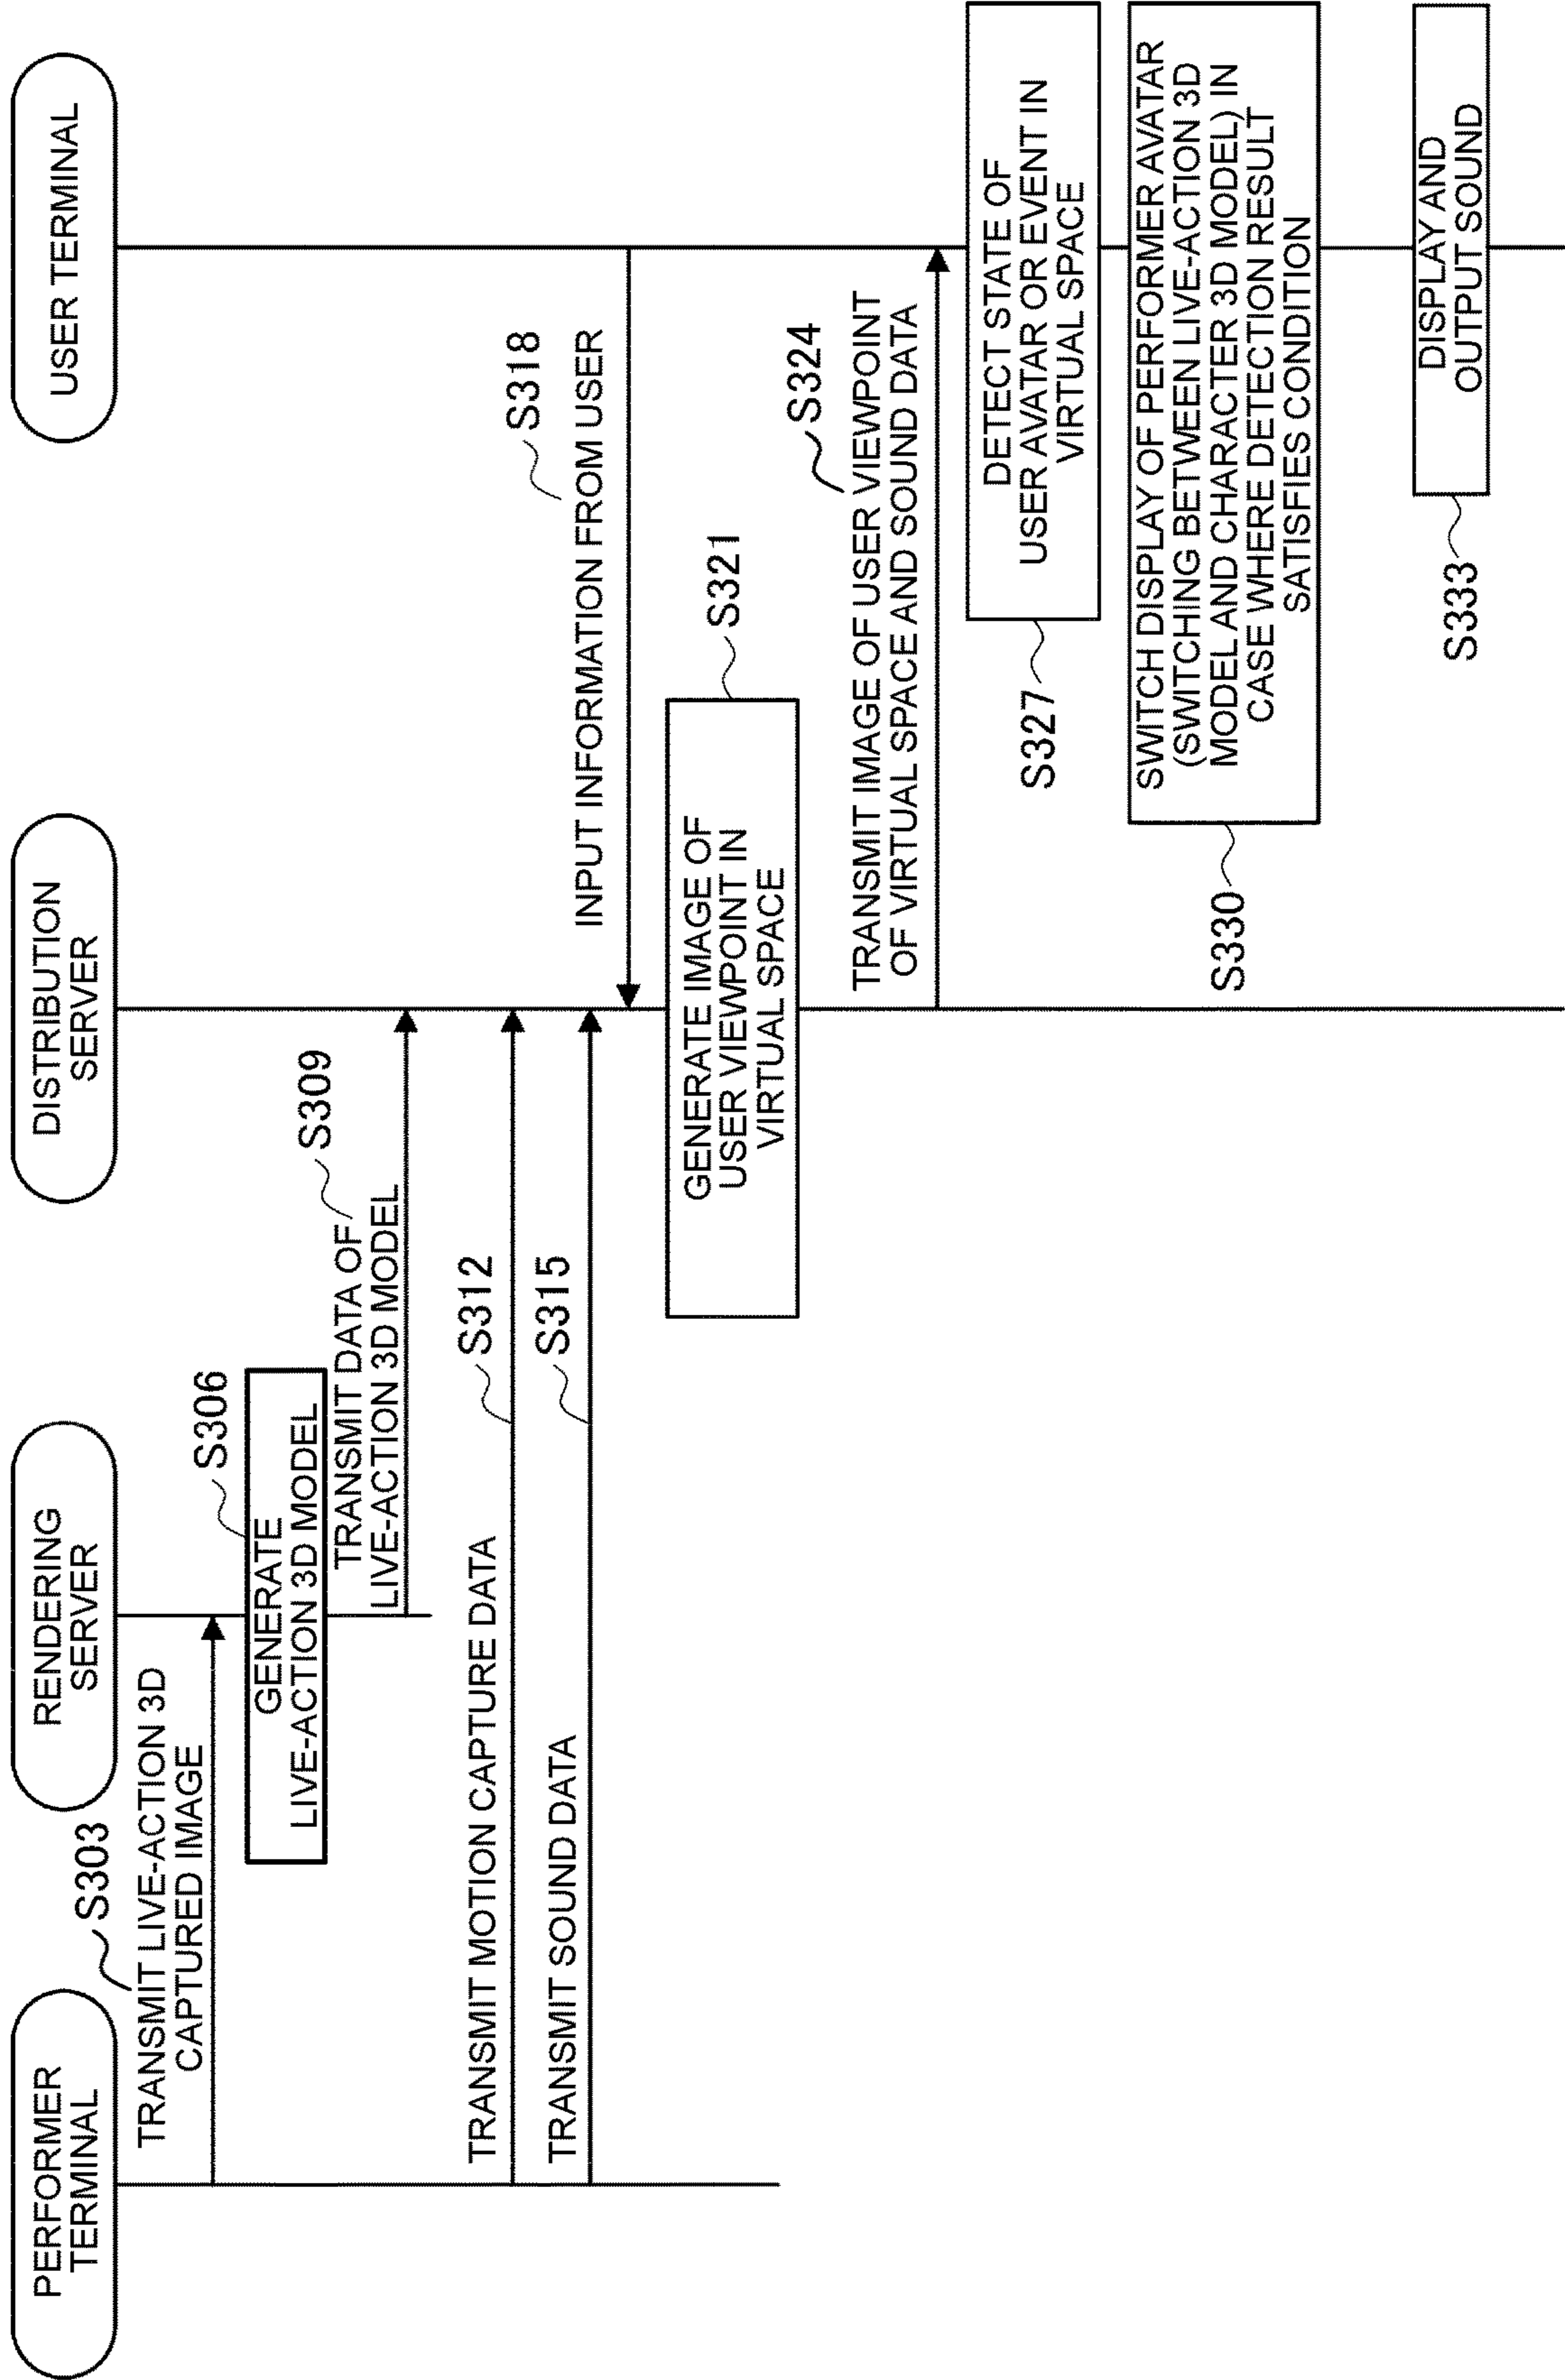 PERFORMER
TERMINAL
RENDERING
SERVER
DISTRIBUTION
SERVER
USER TERMINAL
S303
TRANSMIT LIVE-ACTION 3D
CAPTURED IMAGE
S306
GENERATE
LIVE-ACTION 3D MODEL
S309
TRANSMIT DATA OF
LIVE-ACTION 3D MODEL
S312
TRANSMIT MOTION CAPTURE DATA
S315
TRANSMIT SOUND DATA
S318
INPUT INFORMATION FROM USER
S321
GENERATE IMAGE OF
USER VIEWPOINT IN
VIRTUAL SPACE
S324
TRANSMIT IMAGE OF USER VIEWPOINT
OF VIRTUAL SPACE AND SOUND DATA
S327
DETECT STATE OF
USER AVATAR OR EVENT IN
VIRTUAL SPACE
S330
SWITCH DISPLAY OF PERFORMER AVATAR
(SWITCHING BETWEEN LIVE-ACTION 3D
MODEL AND CHARACTER 3D MODEL) IN
CASE WHERE DETECTION RESULT
SATISFIES CONDITION
S333
DISPLAY AND
OUTPUT SOUND